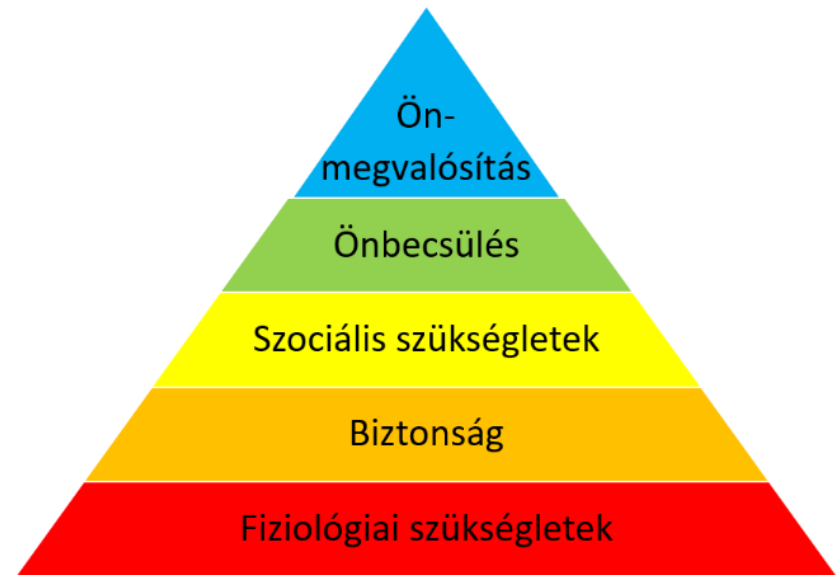 Ön-
megvalósítás
Önbecsülés
Szociális szükségletek
Biztonság
Fiziológiai szükségletek